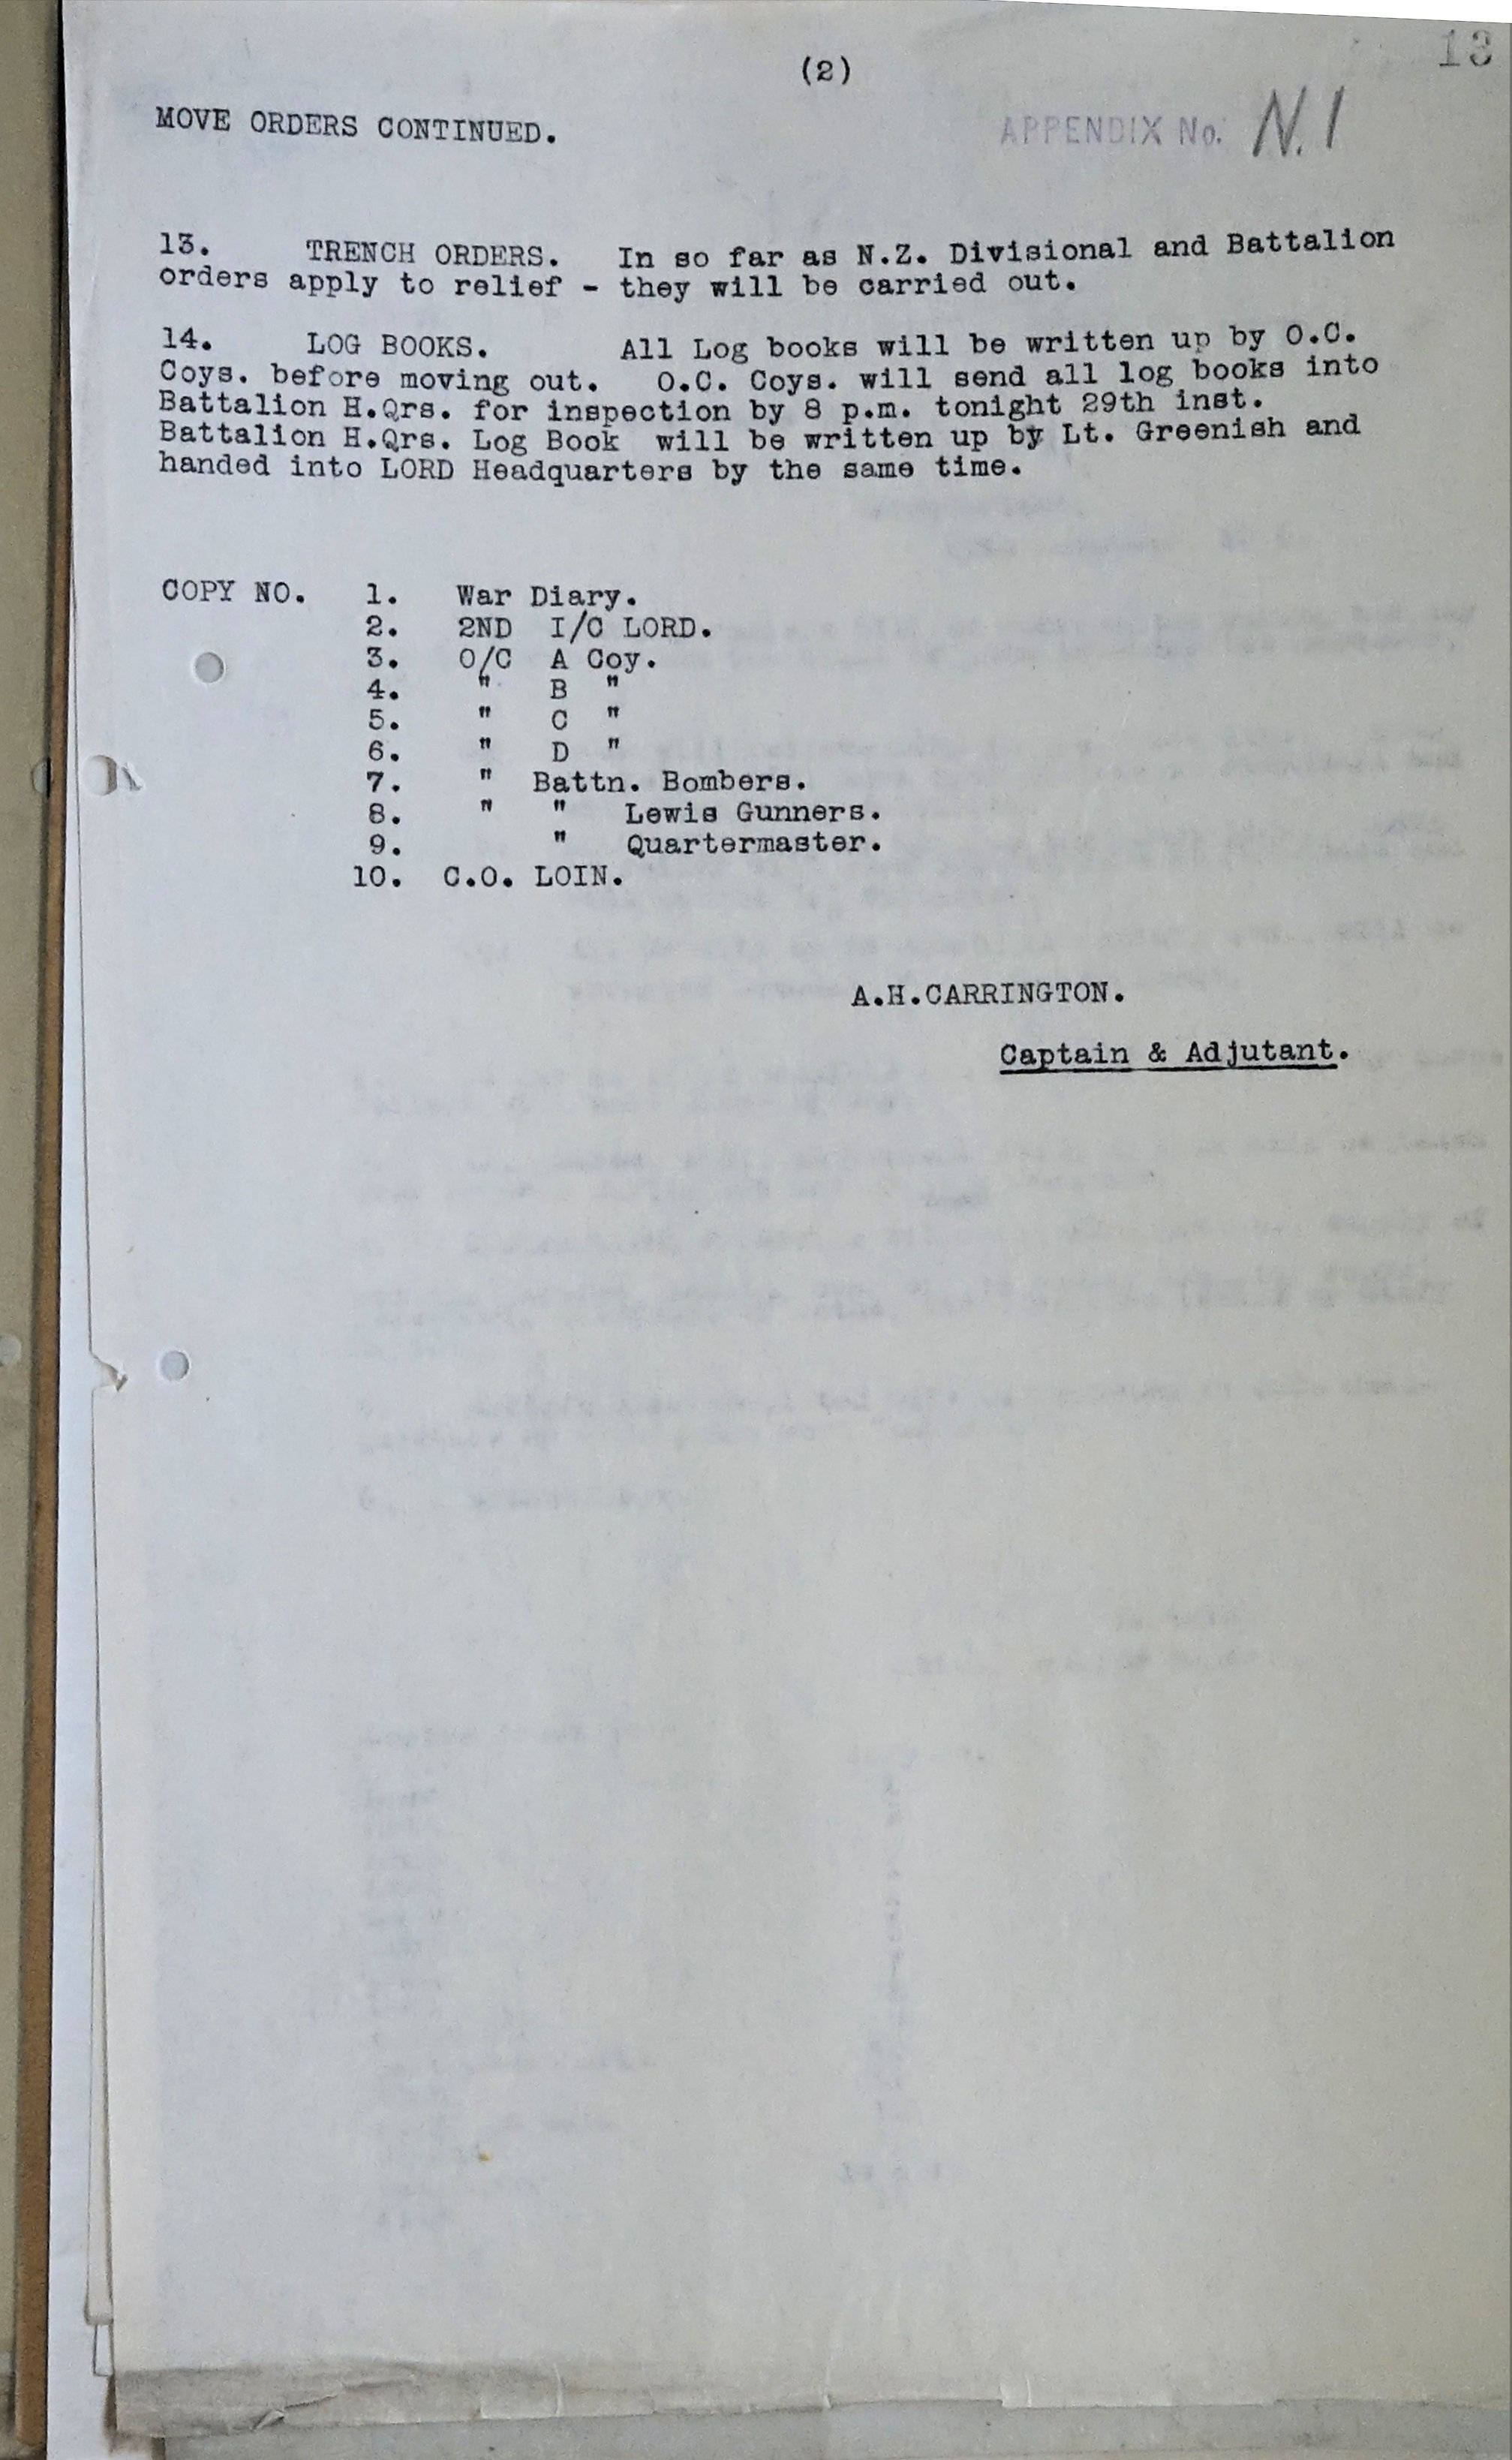 13
(2)
MOVE ORDERS CONTINUED.
APPENDIX No. N.1
13. TRENCH ORDERS. In so far as N.Z. Divisional and Battalion
orders apply to relief - they will be carried out.
14. LOG BOOKS. All Log books will be written up by O.C.
Coys. before moving out. O.C. Coys. will send all log books into
Battalion H.Qrs. for inspection by 8 p.m. tonight 29th inst.
Battalion H.Qrs. Log Book will be written up by Lt. Greenish and
handed into LORD Headquarters by the same time.
COPY NO. 1. War Diary.
2. 2ND I/C LORD.
3. O/C A Coy.
4. " B "
5. " C "
6. " D "
7. " Battn. Bombers.
8. " " Lewis Gunners.
9. " Quartermaster.
10. C.O. LOIN.
A.H.CARRINGTON.
Captain & Adjutant.